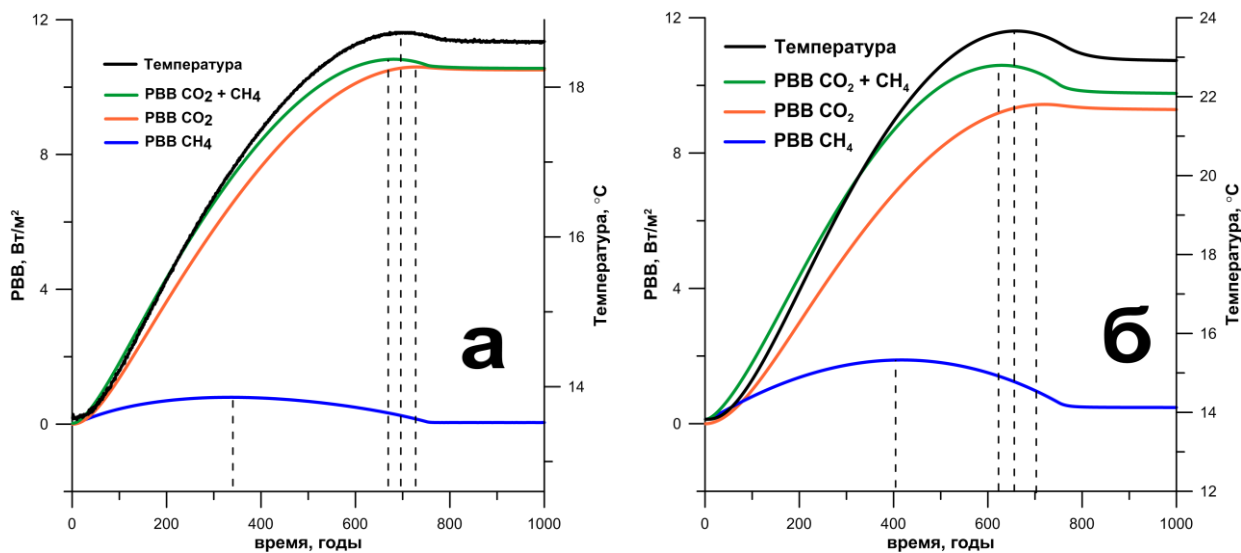 12
8
4
0
РВВ, Вт/м²
Температура
РВВ CO₂ + CH₄
РВВ CO₂
РВВ CH₄
18
16
14
Температура, °C
а
0 200 400 600 800 1000
время, годы
12
8
4
0
РВВ, Вт/м²
Температура
РВВ CO₂ + CH₄
РВВ CO₂
РВВ CH₄
24
22
20
18
16
14
12
Температура, °C
б
0 200 400 600 800 1000
время, годы